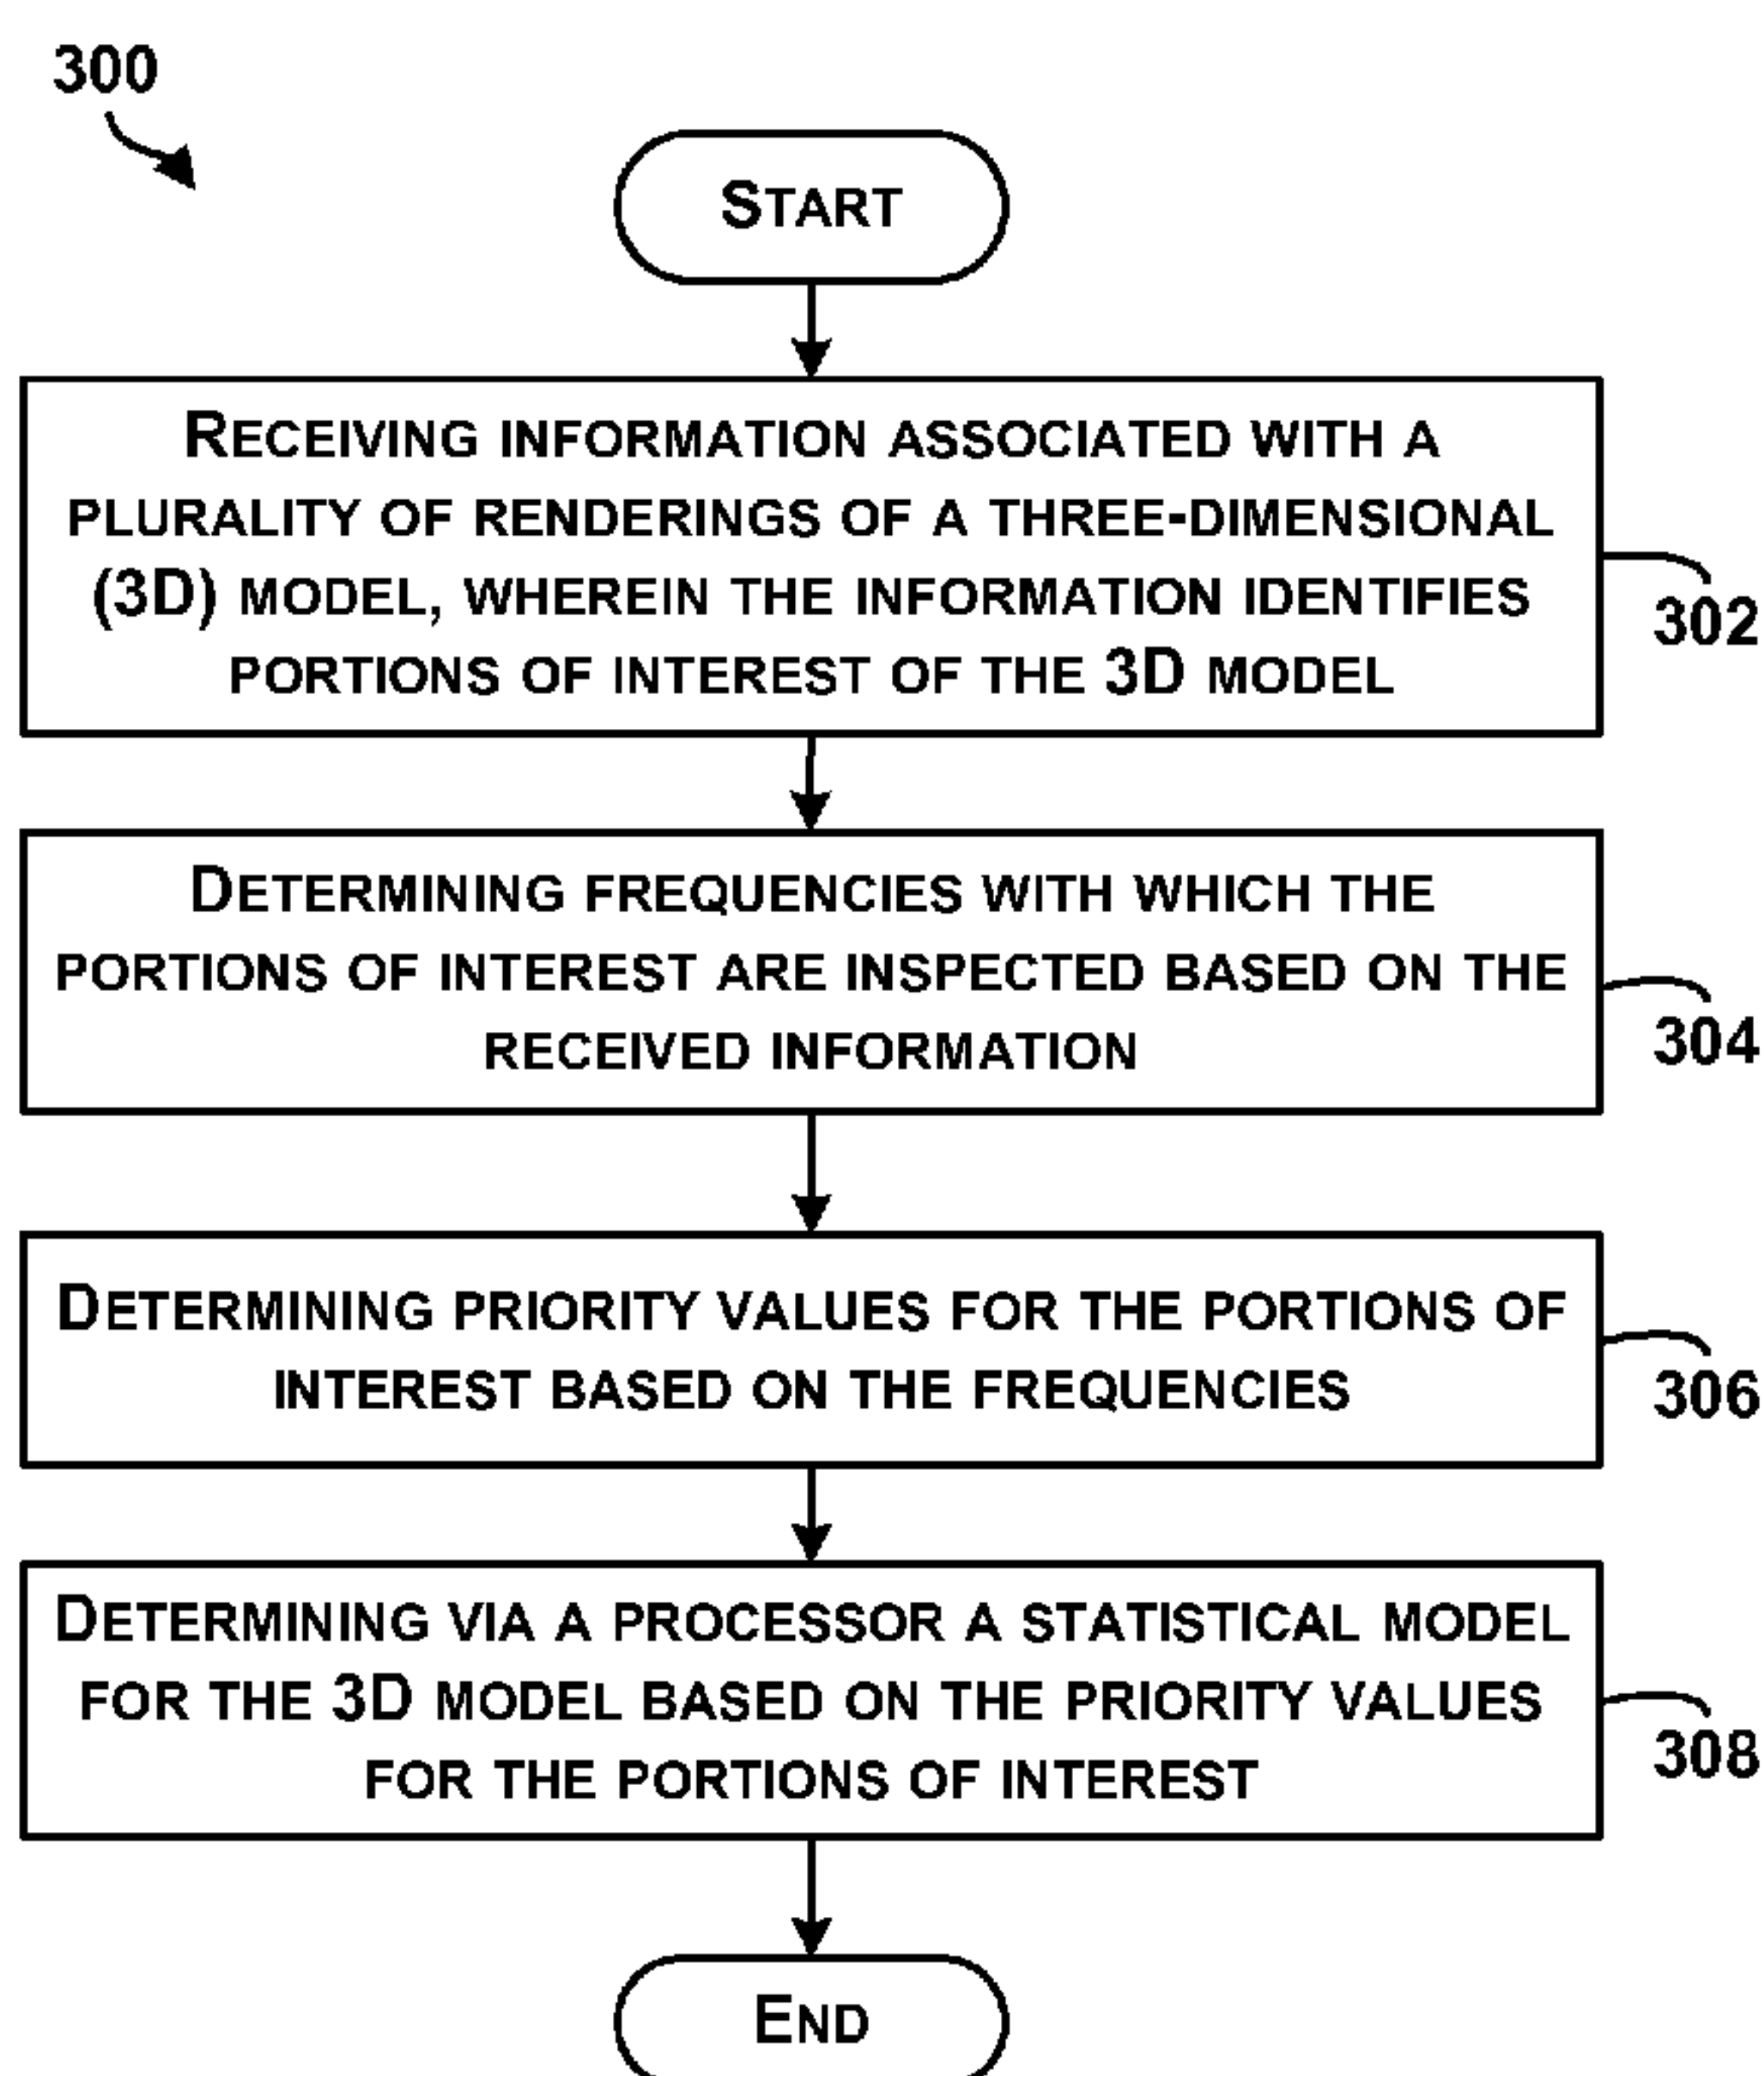 300
START
RECEIVING INFORMATION ASSOCIATED WITH A
PLURALITY OF RENDERINGS OF A THREE-DIMENSIONAL
(3D) MODEL, WHEREIN THE INFORMATION IDENTIFIES
PORTIONS OF INTEREST OF THE 3D MODEL
302
DETERMINING FREQUENCIES WITH WHICH THE
PORTIONS OF INTEREST ARE INSPECTED BASED ON THE
RECEIVED INFORMATION
304
DETERMINING PRIORITY VALUES FOR THE PORTIONS OF
INTEREST BASED ON THE FREQUENCIES
306
DETERMINING VIA A PROCESSOR A STATISTICAL MODEL
FOR THE 3D MODEL BASED ON THE PRIORITY VALUES
FOR THE PORTIONS OF INTEREST
308
END